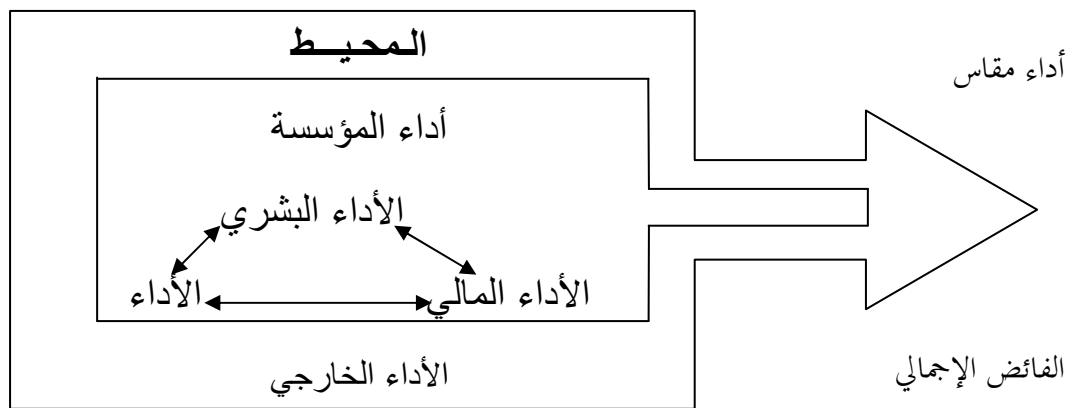 المحيط
أداء مقاس
أداء المؤسسة
الأداء البشري
الأداء المالي
الأداء
الفائض الإجمالي
الأداء الخارجي